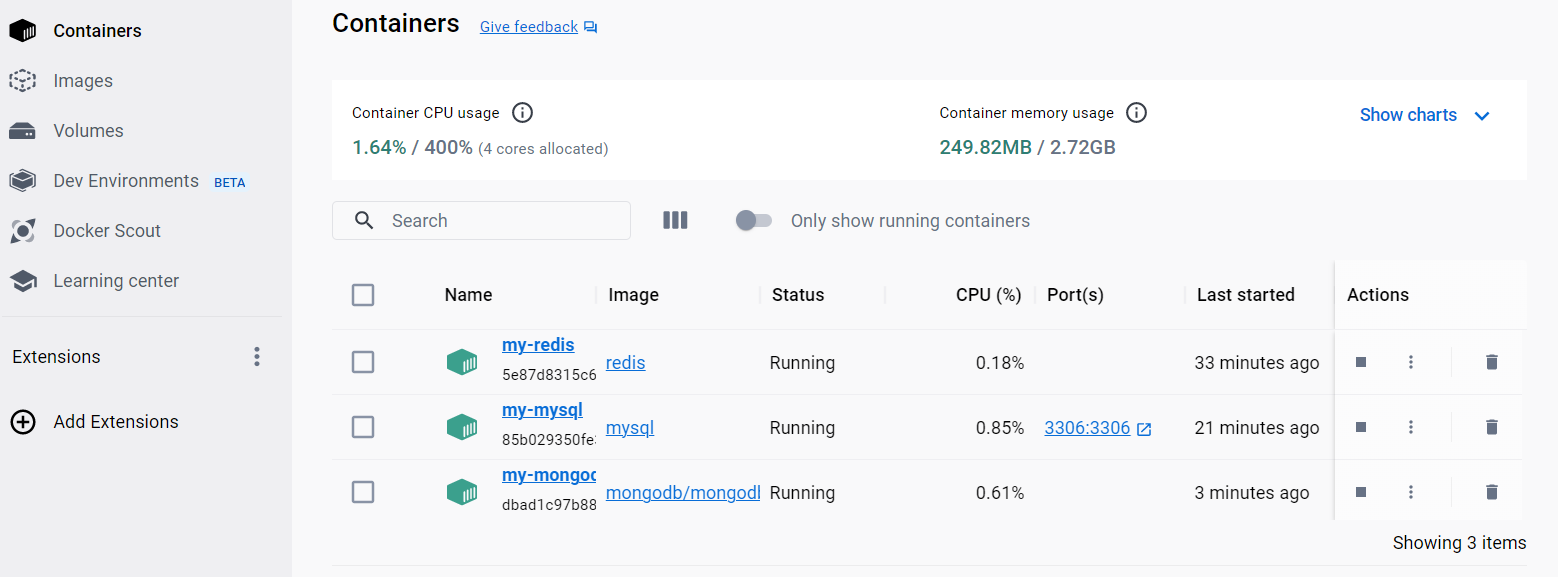 Containers
Images
Volumes
Dev Environments BETA
Docker Scout
Learning center
Extensions
Add Extensions
Containers Give feedback
Container CPU usage
1.64% / 400% (4 cores allocated)
Container memory usage
249.82MB / 2.72GB
Show charts
Search
Only show running containers
Name Image Status CPU (%) Port(s) Last started Actions
my-redis
5e87d8315c6
redis Running 0.18% 33 minutes ago
my-mysql
85b029350fe
mysql Running 0.85% 3306:3306 21 minutes ago
my-mongo
dbad1c97b88
mongodb/mongodb Running 0.61% 3 minutes ago
Showing 3 items